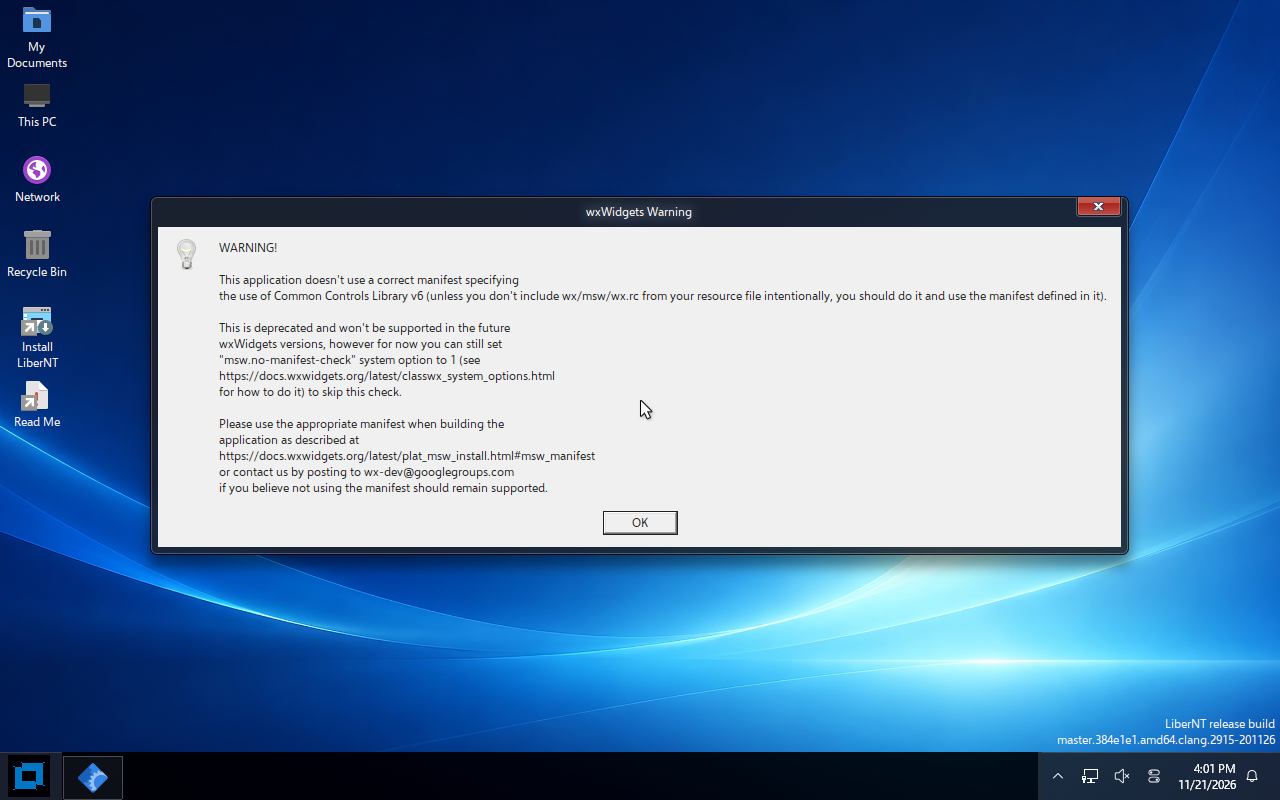 My
Documents
This PC
Network
Recycle Bin
Install
LiberNT
Read Me
wxWidgets Warning
WARNING!
This application doesn't use a correct manifest specifying
the use of Common Controls Library v6 (unless you don't include wx/msw/wx.rc from your resource file intentionally, you should do it and use the manifest defined in it).
This is deprecated and won't be supported in the future
wxWidgets versions, however for now you can still set
"msw.no-manifest-check" system option to 1 (see
https://docs.wxwidgets.org/latest/classwx_system_options.html
for how to do it) to skip this check.
Please use the appropriate manifest when building the
application as described at
https://docs.wxwidgets.org/latest/plat_msw_install.html#msw_manifest
or contact us by posting to wx-dev@googlegroups.com
if you believe not using the manifest should remain supported.
OK
LiberNT release build
master.384e1e1.amd64.clang.2915-201126
4:01 PM
11/21/2026